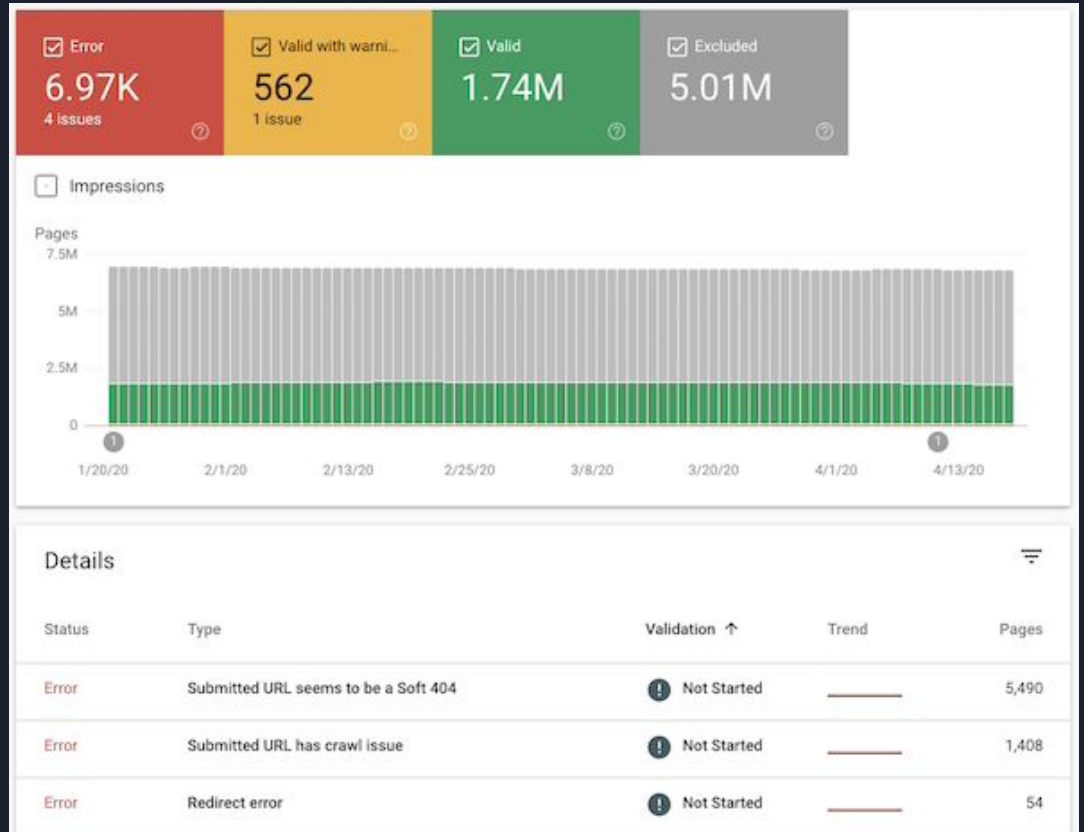 Error
6.97K
4 issues
Valid with warni...
562
1 issue
Valid
1.74M
Excluded
5.01M
Impressions
Pages
7.5M
5M
2.5M
0
1 1
1/20/20 2/1/20 2/13/20 2/25/20 3/8/20 3/20/20 4/1/20 4/13/20
Details
Status Type Validation ↑ Trend Pages
Error Submitted URL seems to be a Soft 404 ! Not Started 5,490
Error Submitted URL has crawl issue ! Not Started 1,408
Error Redirect error ! Not Started 54